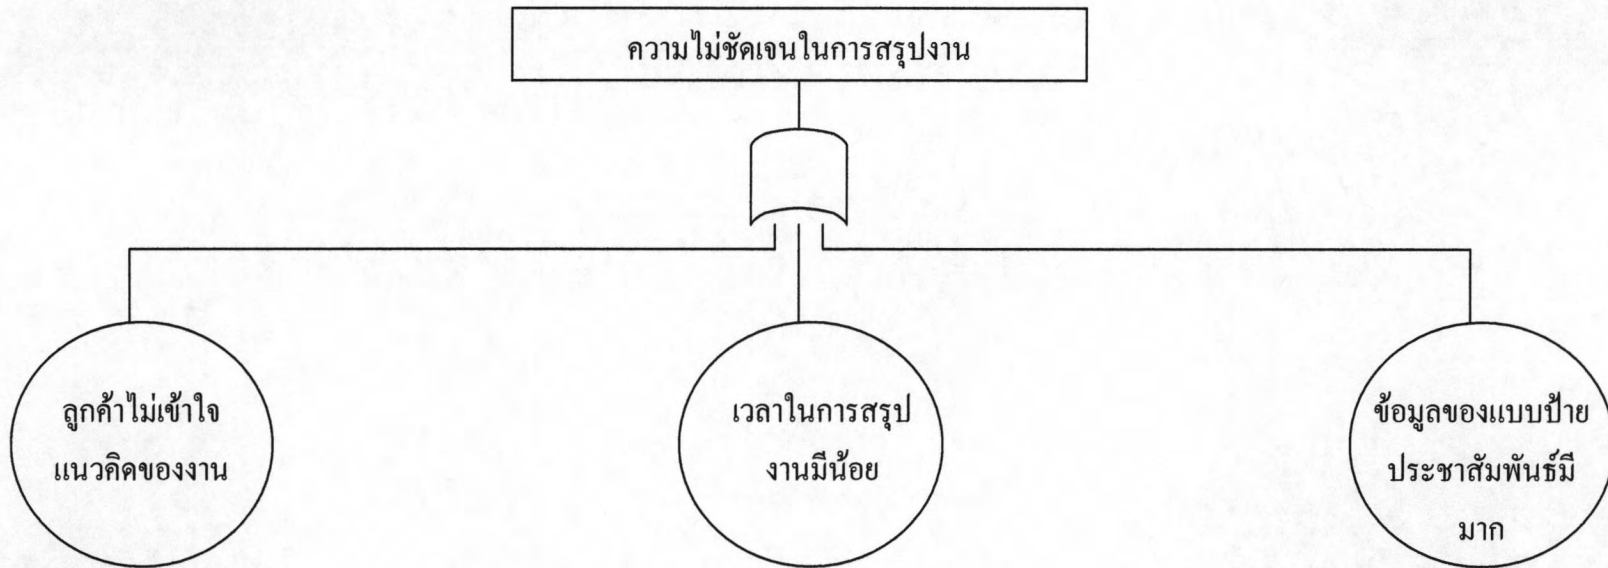 ความไม่ชัดเจนในการสรุปงาน
ลูกค้าไม่เข้าใจ
แนวคิดของงาน
เวลาในการสรุป
งานมีน้อย
ข้อมูลของแบบป้าย
ประชาสัมพันธ์มี
มาก